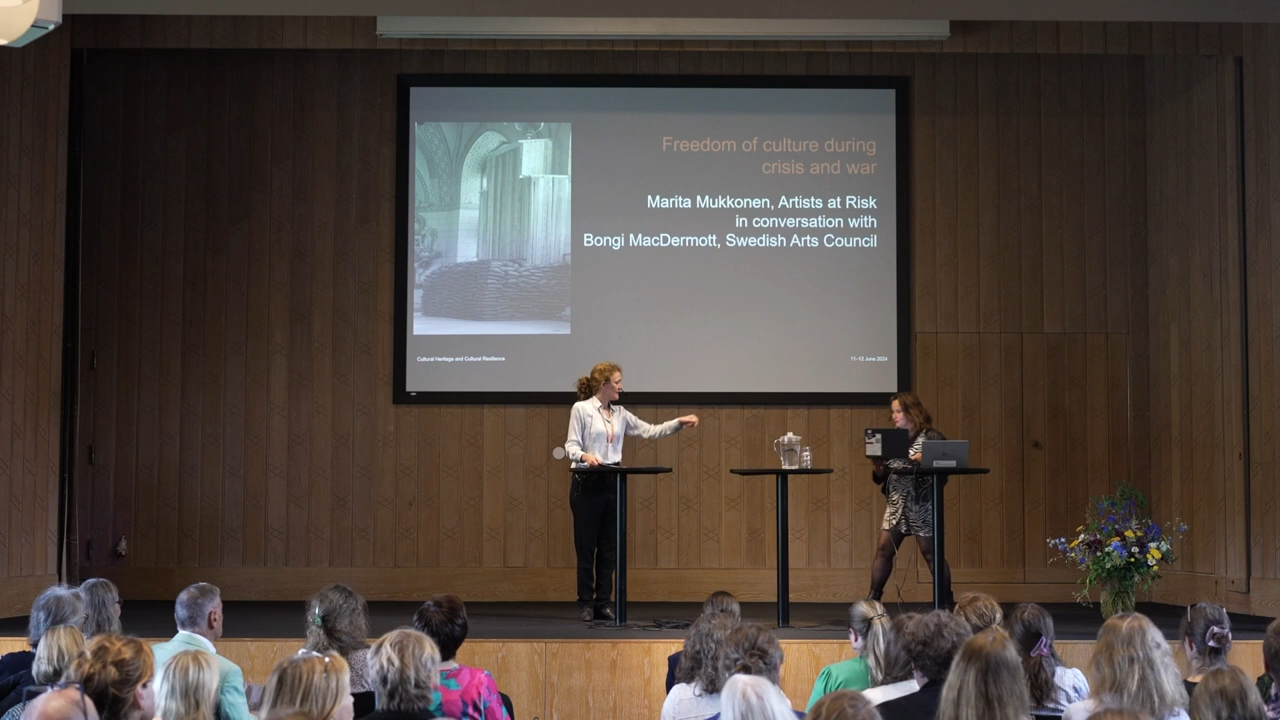 Freedom of culture during
crisis and war
Marita Mukkonen, Artists at Risk
in conversation with
Bongi MacDermott, Swedish Arts Council
Cultural Heritage and Cultural Resilience
11–12 June 2024